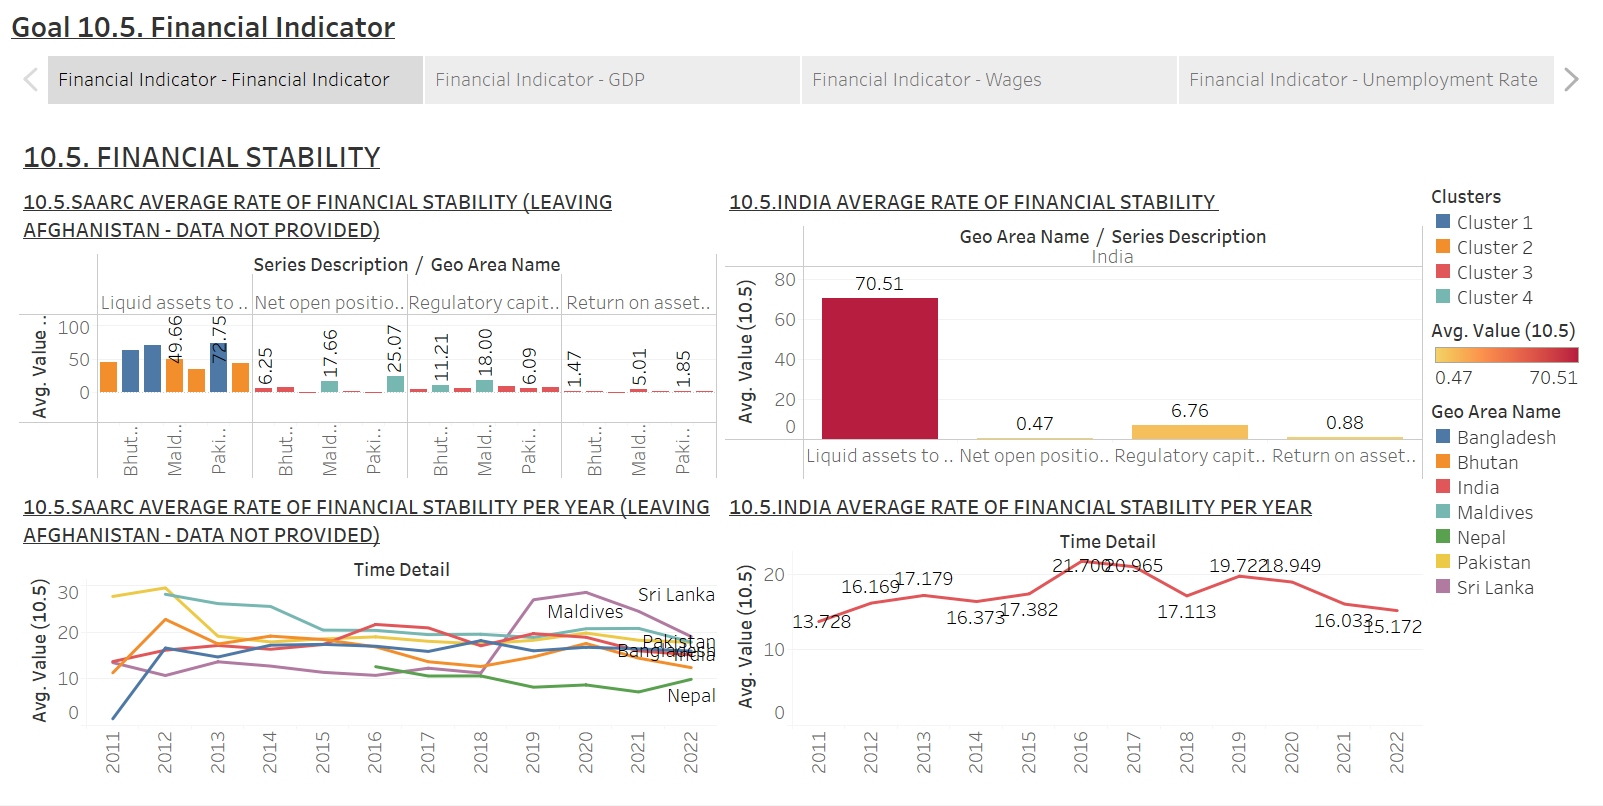 Goal 10.5. Financial Indicator
Financial Indicator - Financial Indicator
Financial Indicator - GDP
Financial Indicator - Wages
Financial Indicator - Unemployment Rate
10.5. FINANCIAL STABILITY
10.5.SAARC AVERAGE RATE OF FINANCIAL STABILITY (LEAVING
AFGHANISTAN - DATA NOT PROVIDED)
Series Description / Geo Area Name
Liquid assets to ..
Net open positio..
Regulatory capit..
Return on asset..
Avg. Value ..
100
50
0
49.66
72.75
6.25
17.66
25.07
11.21
18.00
6.09
1.47
5.01
1.85
Bhut..
Mald..
Paki..
Bhut..
Mald..
Paki..
Bhut..
Mald..
Paki..
Bhut..
Mald..
Paki..
10.5.INDIA AVERAGE RATE OF FINANCIAL STABILITY
Geo Area Name / Series Description
India
Avg. Value (10.5)
80
60
40
20
0
70.51
0.47
6.76
0.88
Liquid assets to ..
Net open positio..
Regulatory capit..
Return on asset..
Clusters
Cluster 1
Cluster 2
Cluster 3
Cluster 4
Avg. Value (10.5)
0.47
70.51
Geo Area Name
Bangladesh
Bhutan
India
Maldives
Nepal
Pakistan
Sri Lanka
10.5.SAARC AVERAGE RATE OF FINANCIAL STABILITY PER YEAR (LEAVING
AFGHANISTAN - DATA NOT PROVIDED)
Time Detail
Avg. Value (10.5)
30
20
10
0
Sri Lanka
Maldives
Pakistan
Bangladesh
India
Nepal
2011
2012
2013
2014
2015
2016
2017
2018
2019
2020
2021
2022
10.5.INDIA AVERAGE RATE OF FINANCIAL STABILITY PER YEAR
Time Detail
Avg. Value (10.5)
20
10
0
13.728
16.169
17.179
16.373
17.382
21.700
20.965
17.113
19.722
18.949
16.033
15.172
2011
2012
2013
2014
2015
2016
2017
2018
2019
2020
2021
2022